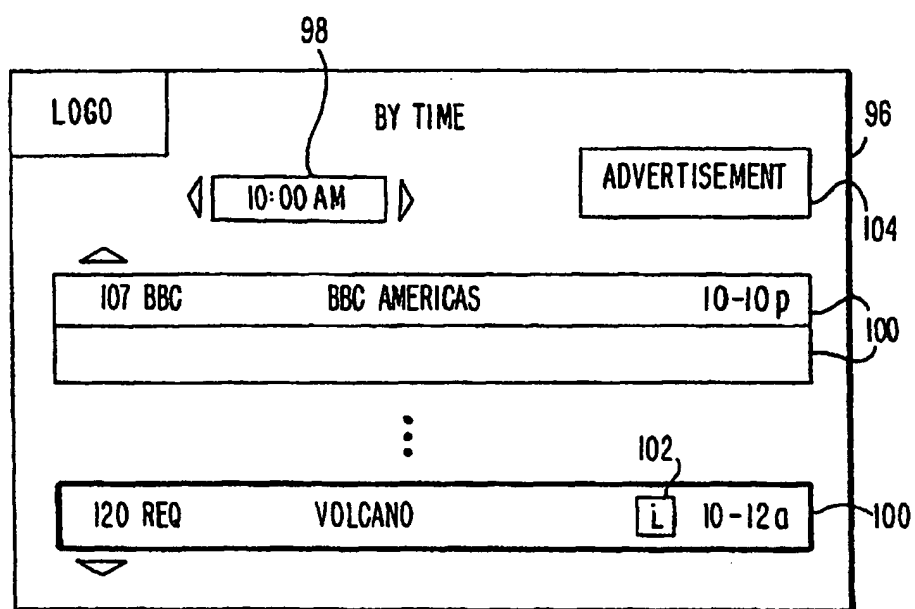 98
LOGO
BY TIME
96
10:00 AM
ADVERTISEMENT
104
107 BBC BBC AMERICAS 10-10p
100
102
120 REQ VOLCANO i 10-12a
100